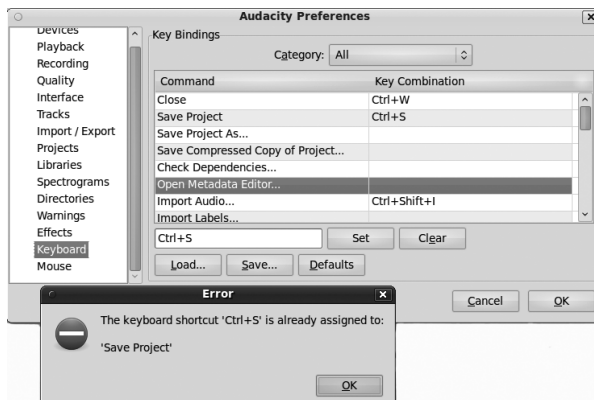 Audacity Preferences
Devices
Playback
Recording
Quality
Interface
Tracks
Import / Export
Projects
Libraries
Spectrograms
Directories
Warnings
Effects
Keyboard
Mouse
Key Bindings
Category: All
Command Key Combination
Close Ctrl+W
Save Project Ctrl+S
Save Project As...
Save Compressed Copy of Project...
Check Dependencies...
Open Metadata Editor...
Import Audio... Ctrl+Shift+I
Import Labels...
Ctrl+S Set Clear
Load... Save... Defaults
Cancel OK
Error
The keyboard shortcut 'Ctrl+S' is already assigned to:
'Save Project'
OK